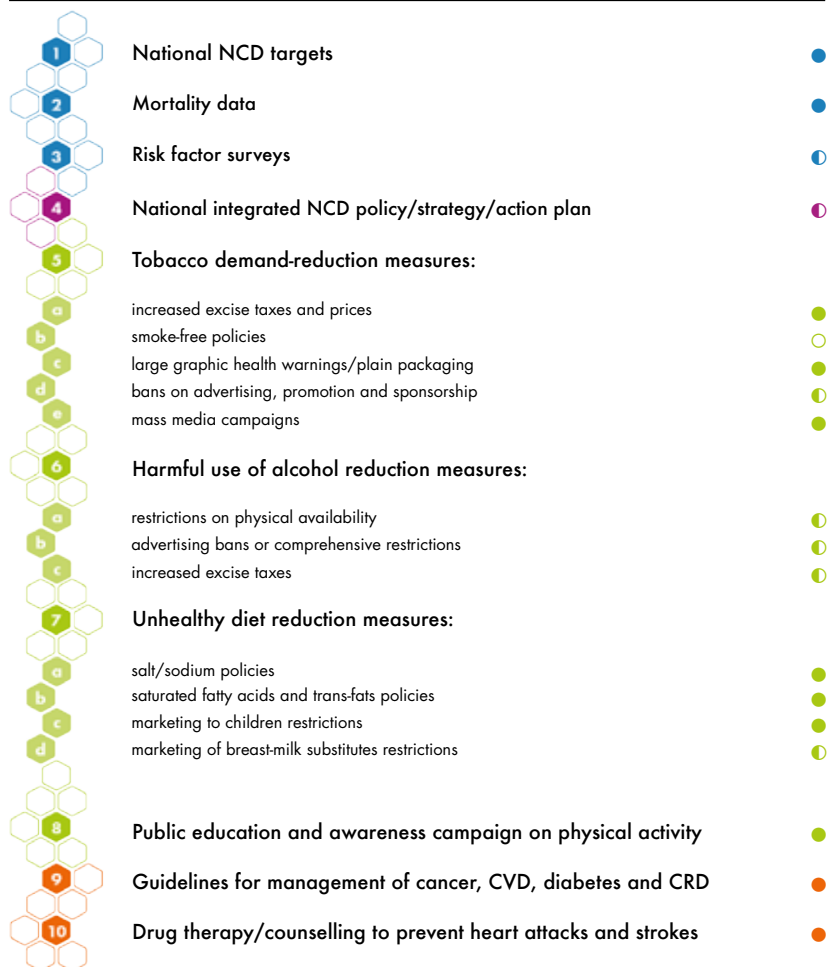 1 National NCD targets
2 Mortality data
3 Risk factor surveys
4 National integrated NCD policy/strategy/action plan
5 Tobacco demand-reduction measures:
a increased excise taxes and prices
b smoke-free policies
c large graphic health warnings/plain packaging
d bans on advertising, promotion and sponsorship
e mass media campaigns
6 Harmful use of alcohol reduction measures:
a restrictions on physical availability
b advertising bans or comprehensive restrictions
c increased excise taxes
7 Unhealthy diet reduction measures:
a salt/sodium policies
b saturated fatty acids and trans-fats policies
c marketing to children restrictions
d marketing of breast-milk substitutes restrictions
8 Public education and awareness campaign on physical activity
9 Guidelines for management of cancer, CVD, diabetes and CRD
10 Drug therapy/counselling to prevent heart attacks and strokes